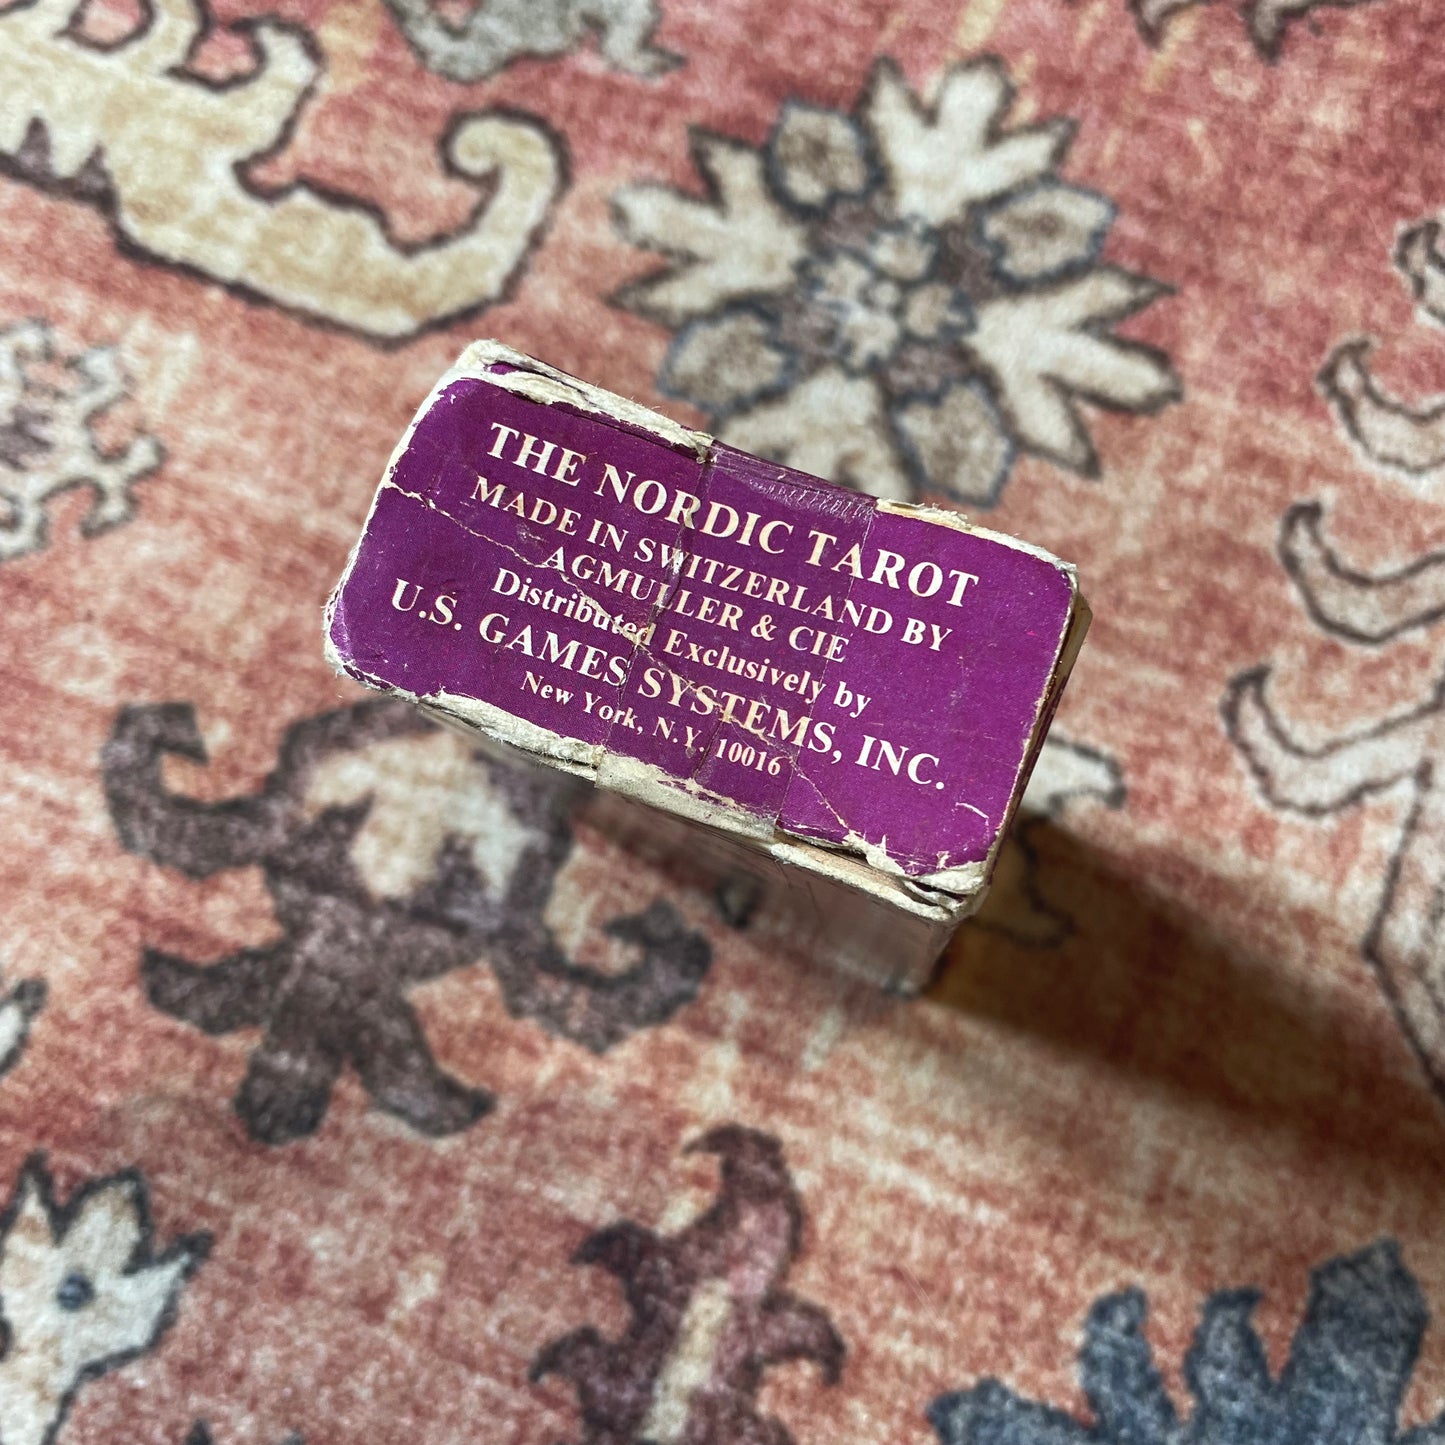 THE NORDIC TAROT
MADE IN SWITZERLAND BY
AGMULLER & CIE
Distributed Exclusively by
U.S. GAMES SYSTEMS, INC.
New York, N.Y. 10016